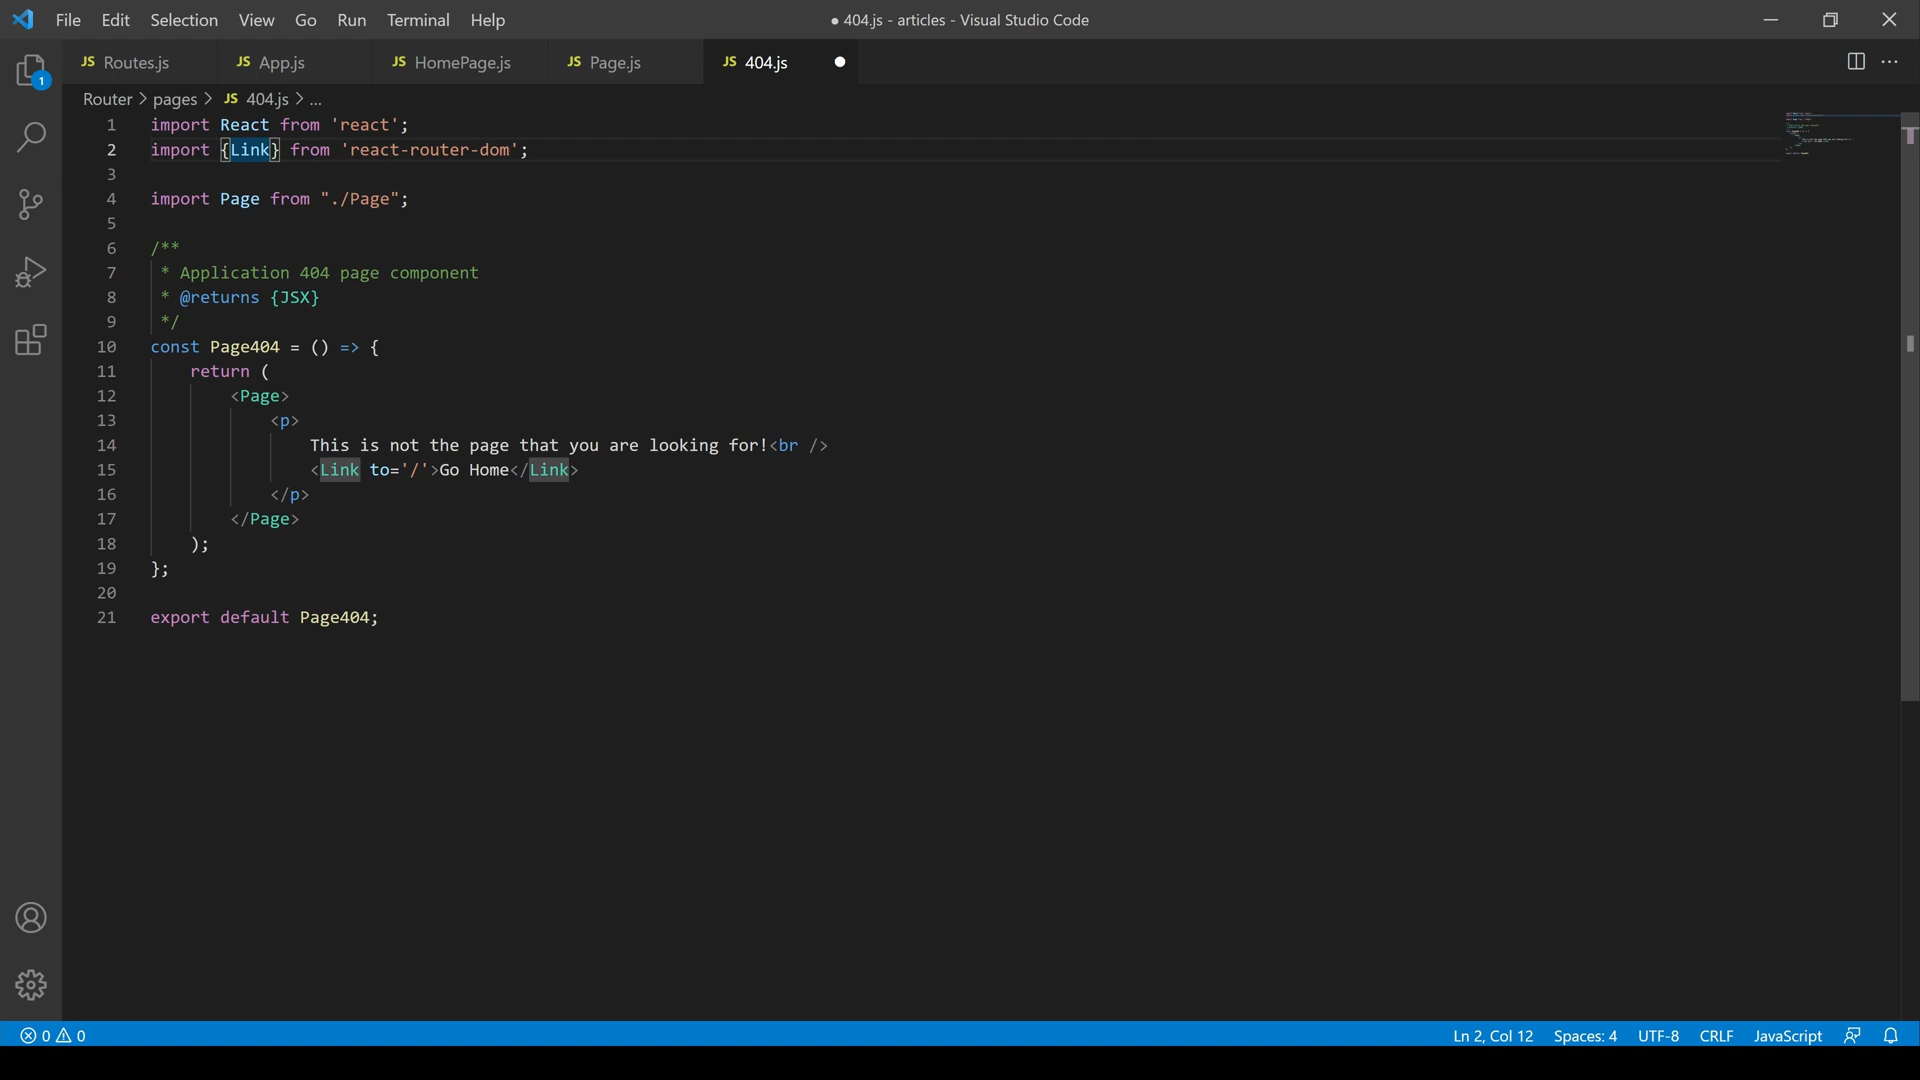 File Edit Selection View Go Run Terminal Help ● 404.js - articles - Visual Studio Code
JS Routes.js JS App.js JS HomePage.js JS Page.js JS 404.js
1
Router > pages > JS 404.js > ...
1 import React from 'react';
2 import {Link} from 'react-router-dom';
3
4 import Page from "./Page";
5
6 /**
7  * Application 404 page component
8  * @returns {JSX}
9  */
10 const Page404 = () => {
11     return (
12         <Page>
13             <p>
14                 This is not the page that you are looking for!<br />
15                 <Link to='/'>Go Home</Link>
16             </p>
17         </Page>
18     );
19 };
20
21 export default Page404;
0 0 Ln 2, Col 12 Spaces: 4 UTF-8 CRLF JavaScript